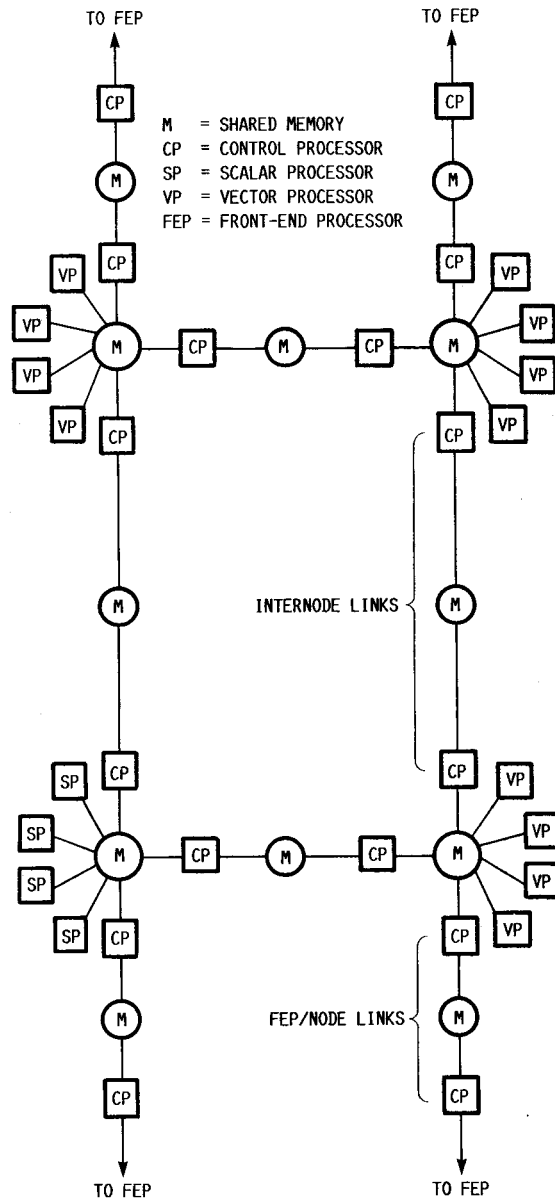 TO FEP TO FEP
CP CP
M = SHARED MEMORY
CP = CONTROL PROCESSOR
SP = SCALAR PROCESSOR
VP = VECTOR PROCESSOR
FEP = FRONT-END PROCESSOR
M M
CP CP
VP VP
VP VP
M CP M CP M
VP VP
VP VP
CP CP
M INTERNODE LINKS M
CP CP
SP VP
SP VP
M CP M CP M
SP VP
SP VP
CP CP
M FEP/NODE LINKS M
CP CP
TO FEP TO FEP